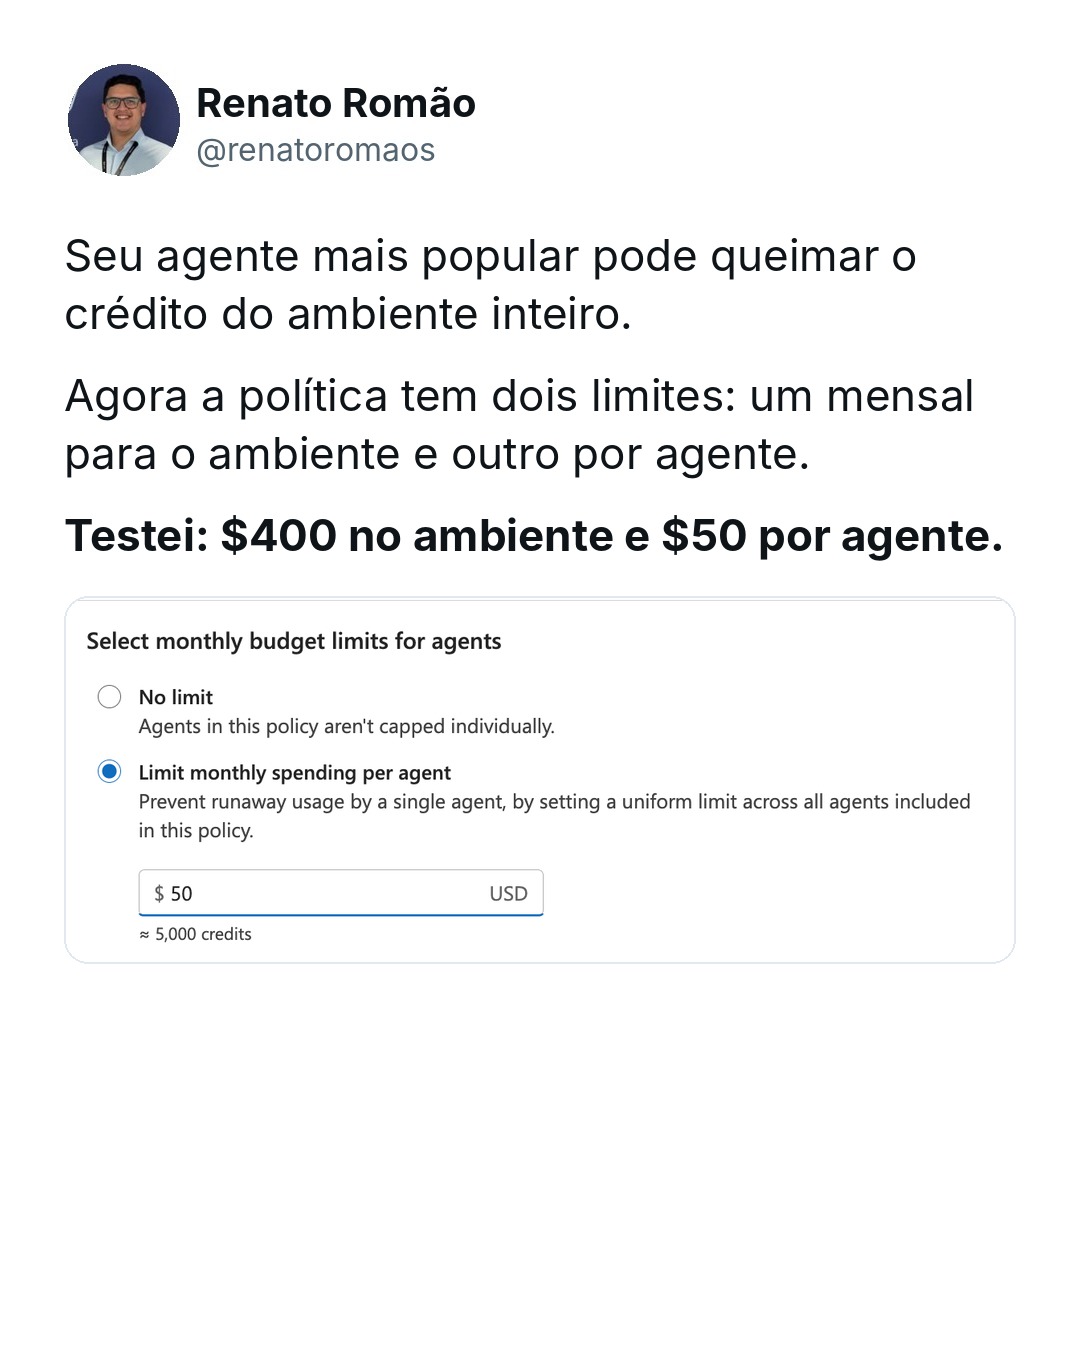 Renato Romão
@renatoromaos
Seu agente mais popular pode queimar o
crédito do ambiente inteiro.
Agora a política tem dois limites: um mensal
para o ambiente e outro por agente.
Testei: $400 no ambiente e $50 por agente.
Select monthly budget limits for agents
No limit
Agents in this policy aren't capped individually.
Limit monthly spending per agent
Prevent runaway usage by a single agent, by setting a uniform limit across all agents included
in this policy.
$ 50 USD
≈ 5,000 credits